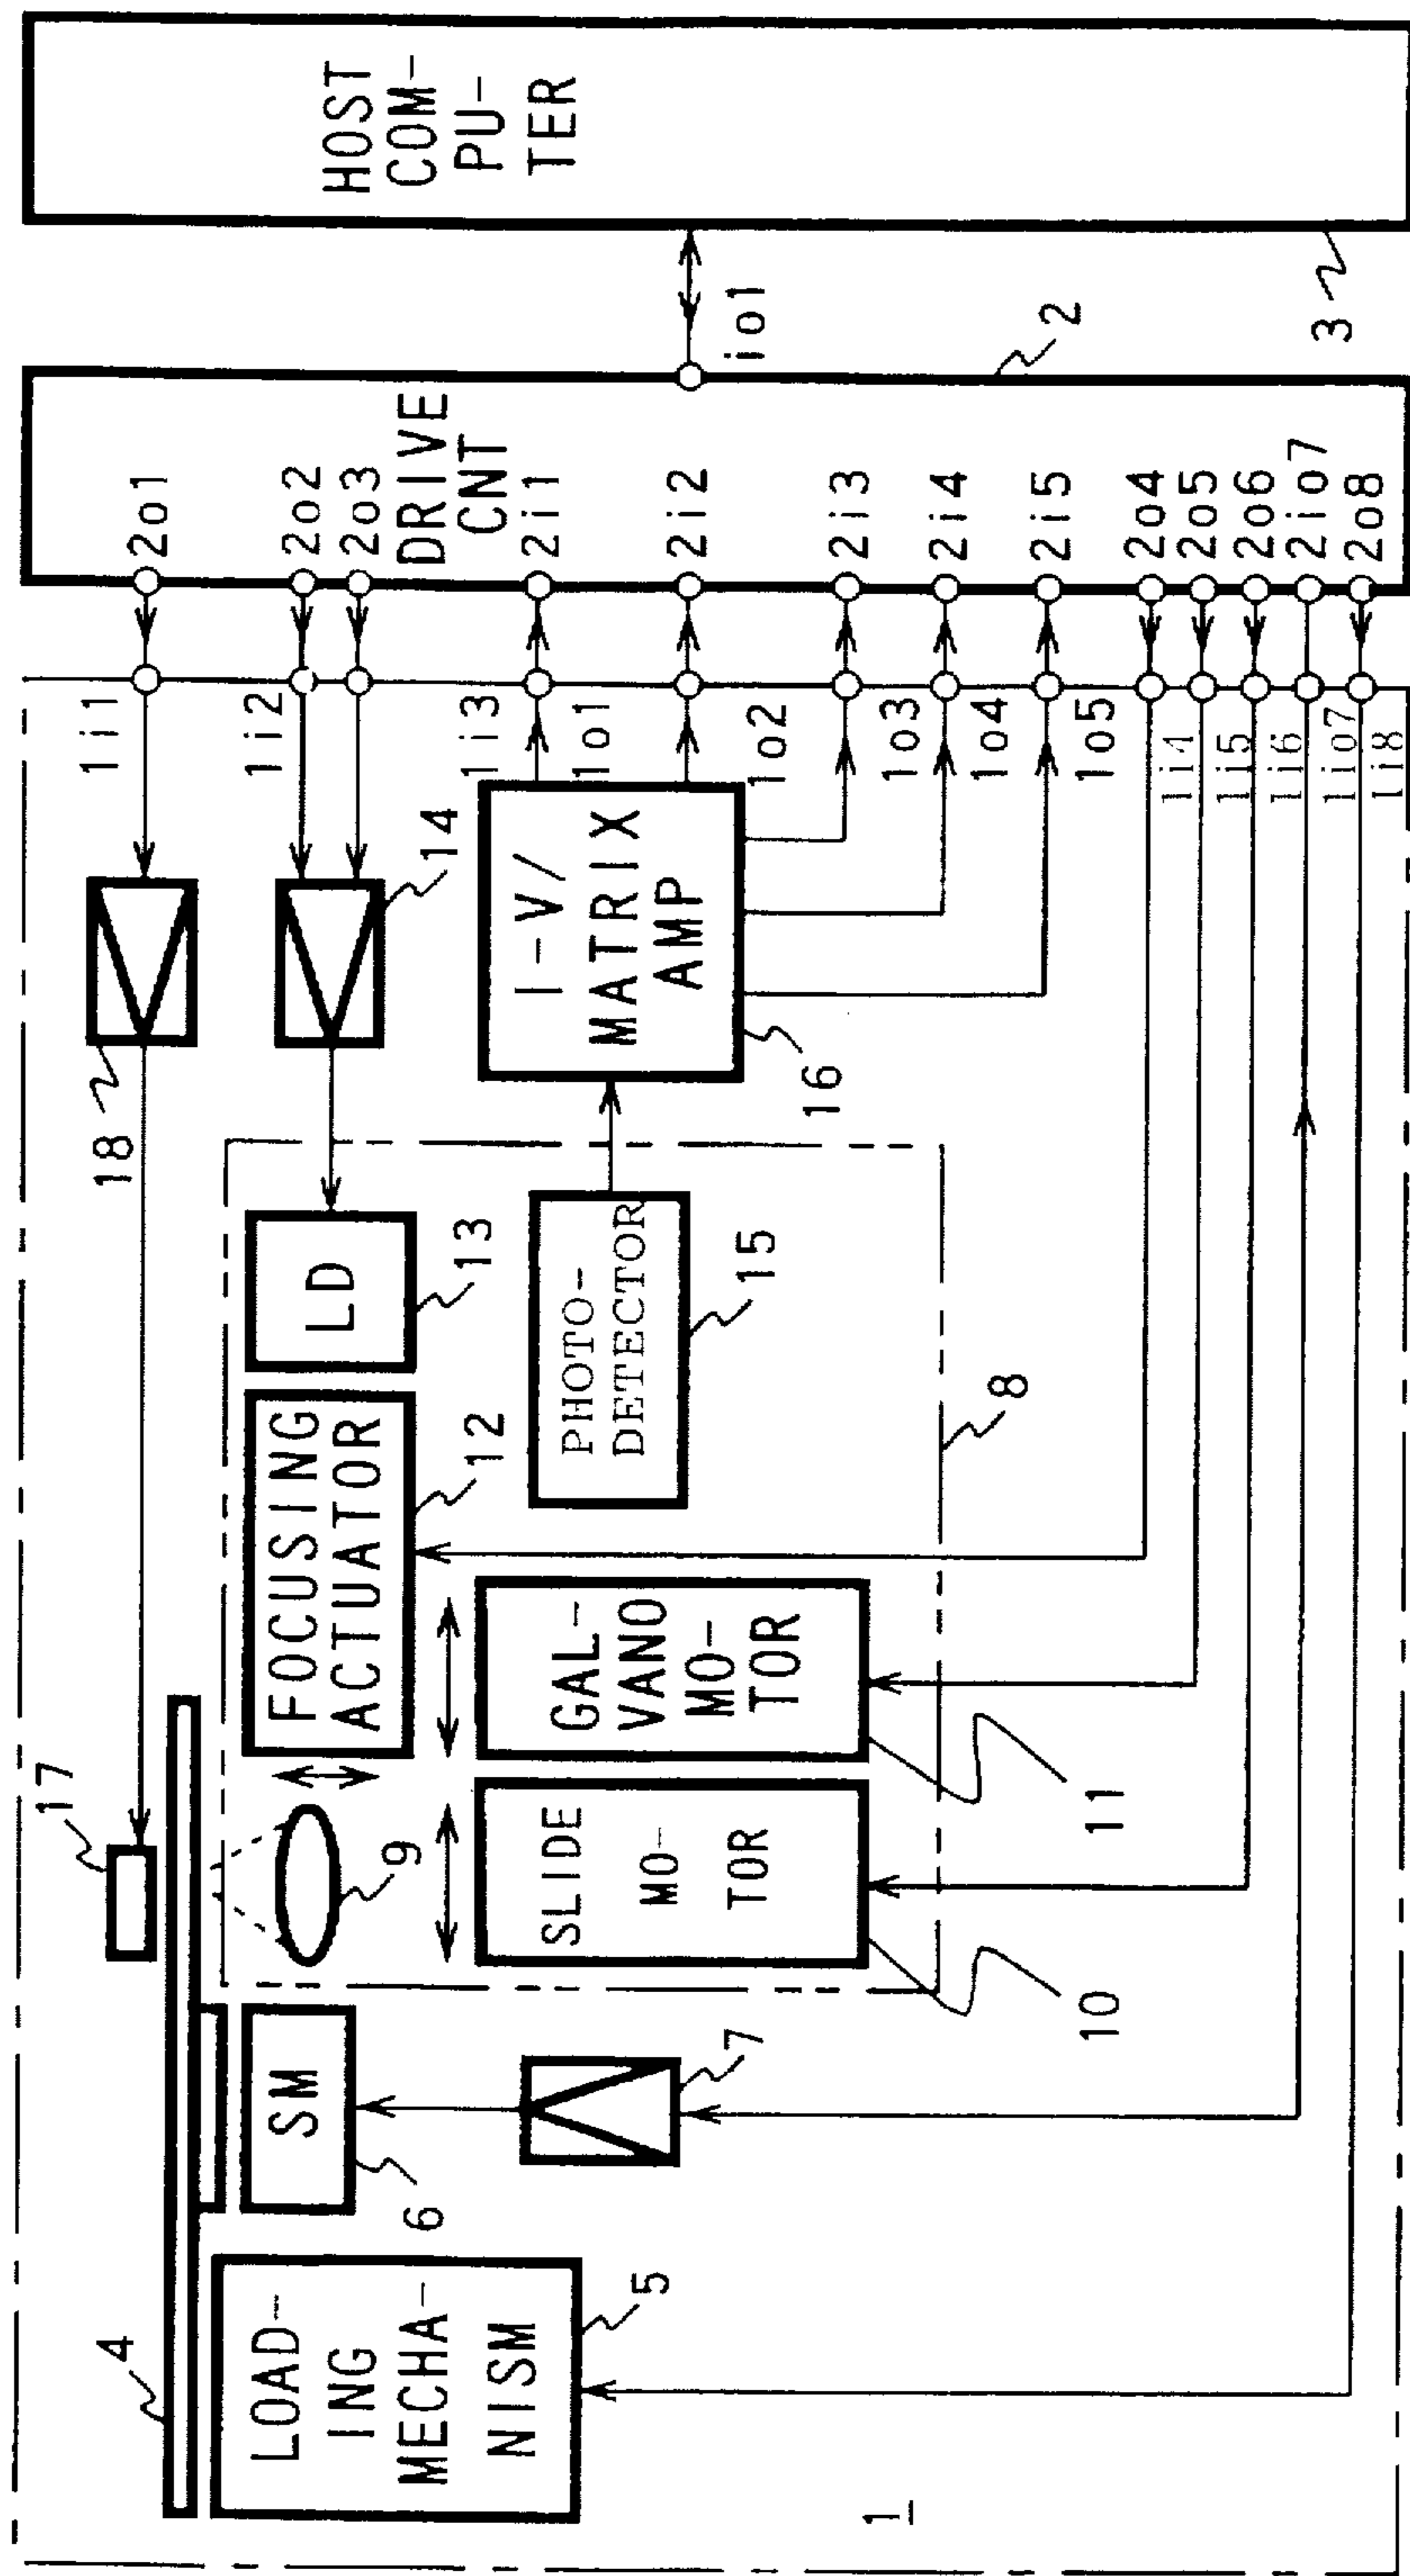 HOST
COM-
PU-
TER
3
io1
2
DRIVE
CNT
2o1
2o2
2o3
2i1
2i2
2i3
2i4
2i5
2o4
2o5
2o6
2io7
2o8
1i1
1i2
1i3
1o1
1o2
1o3
1o4
1o5
1i4
1i5
1i6
1io7
1i8
18
14
I-V/
MATRIX
AMP
16
LD
13
PHOTO-
DETECTOR
15
8
FOCUSING
ACTUATOR
12
GAL-
VANO
MO-
TOR
11
17
9
SLIDE
MO-
TOR
10
SM
6
7
4
LOAD-
ING
MECHA-
NISM
5
1